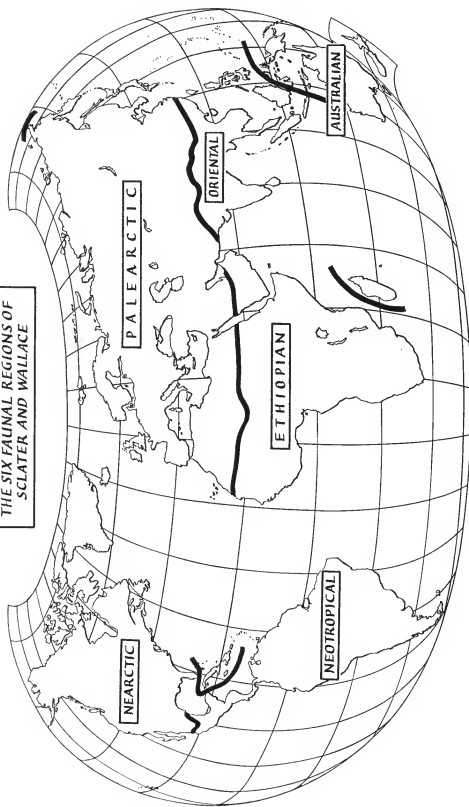 THE SIX FAUNAL REGIONS OF
SCLATER AND WALLACE
NEARCTIC
PALEARCTIC
ORIENTAL
ETHIOPIAN
NEOTROPICAL
AUSTRALIAN